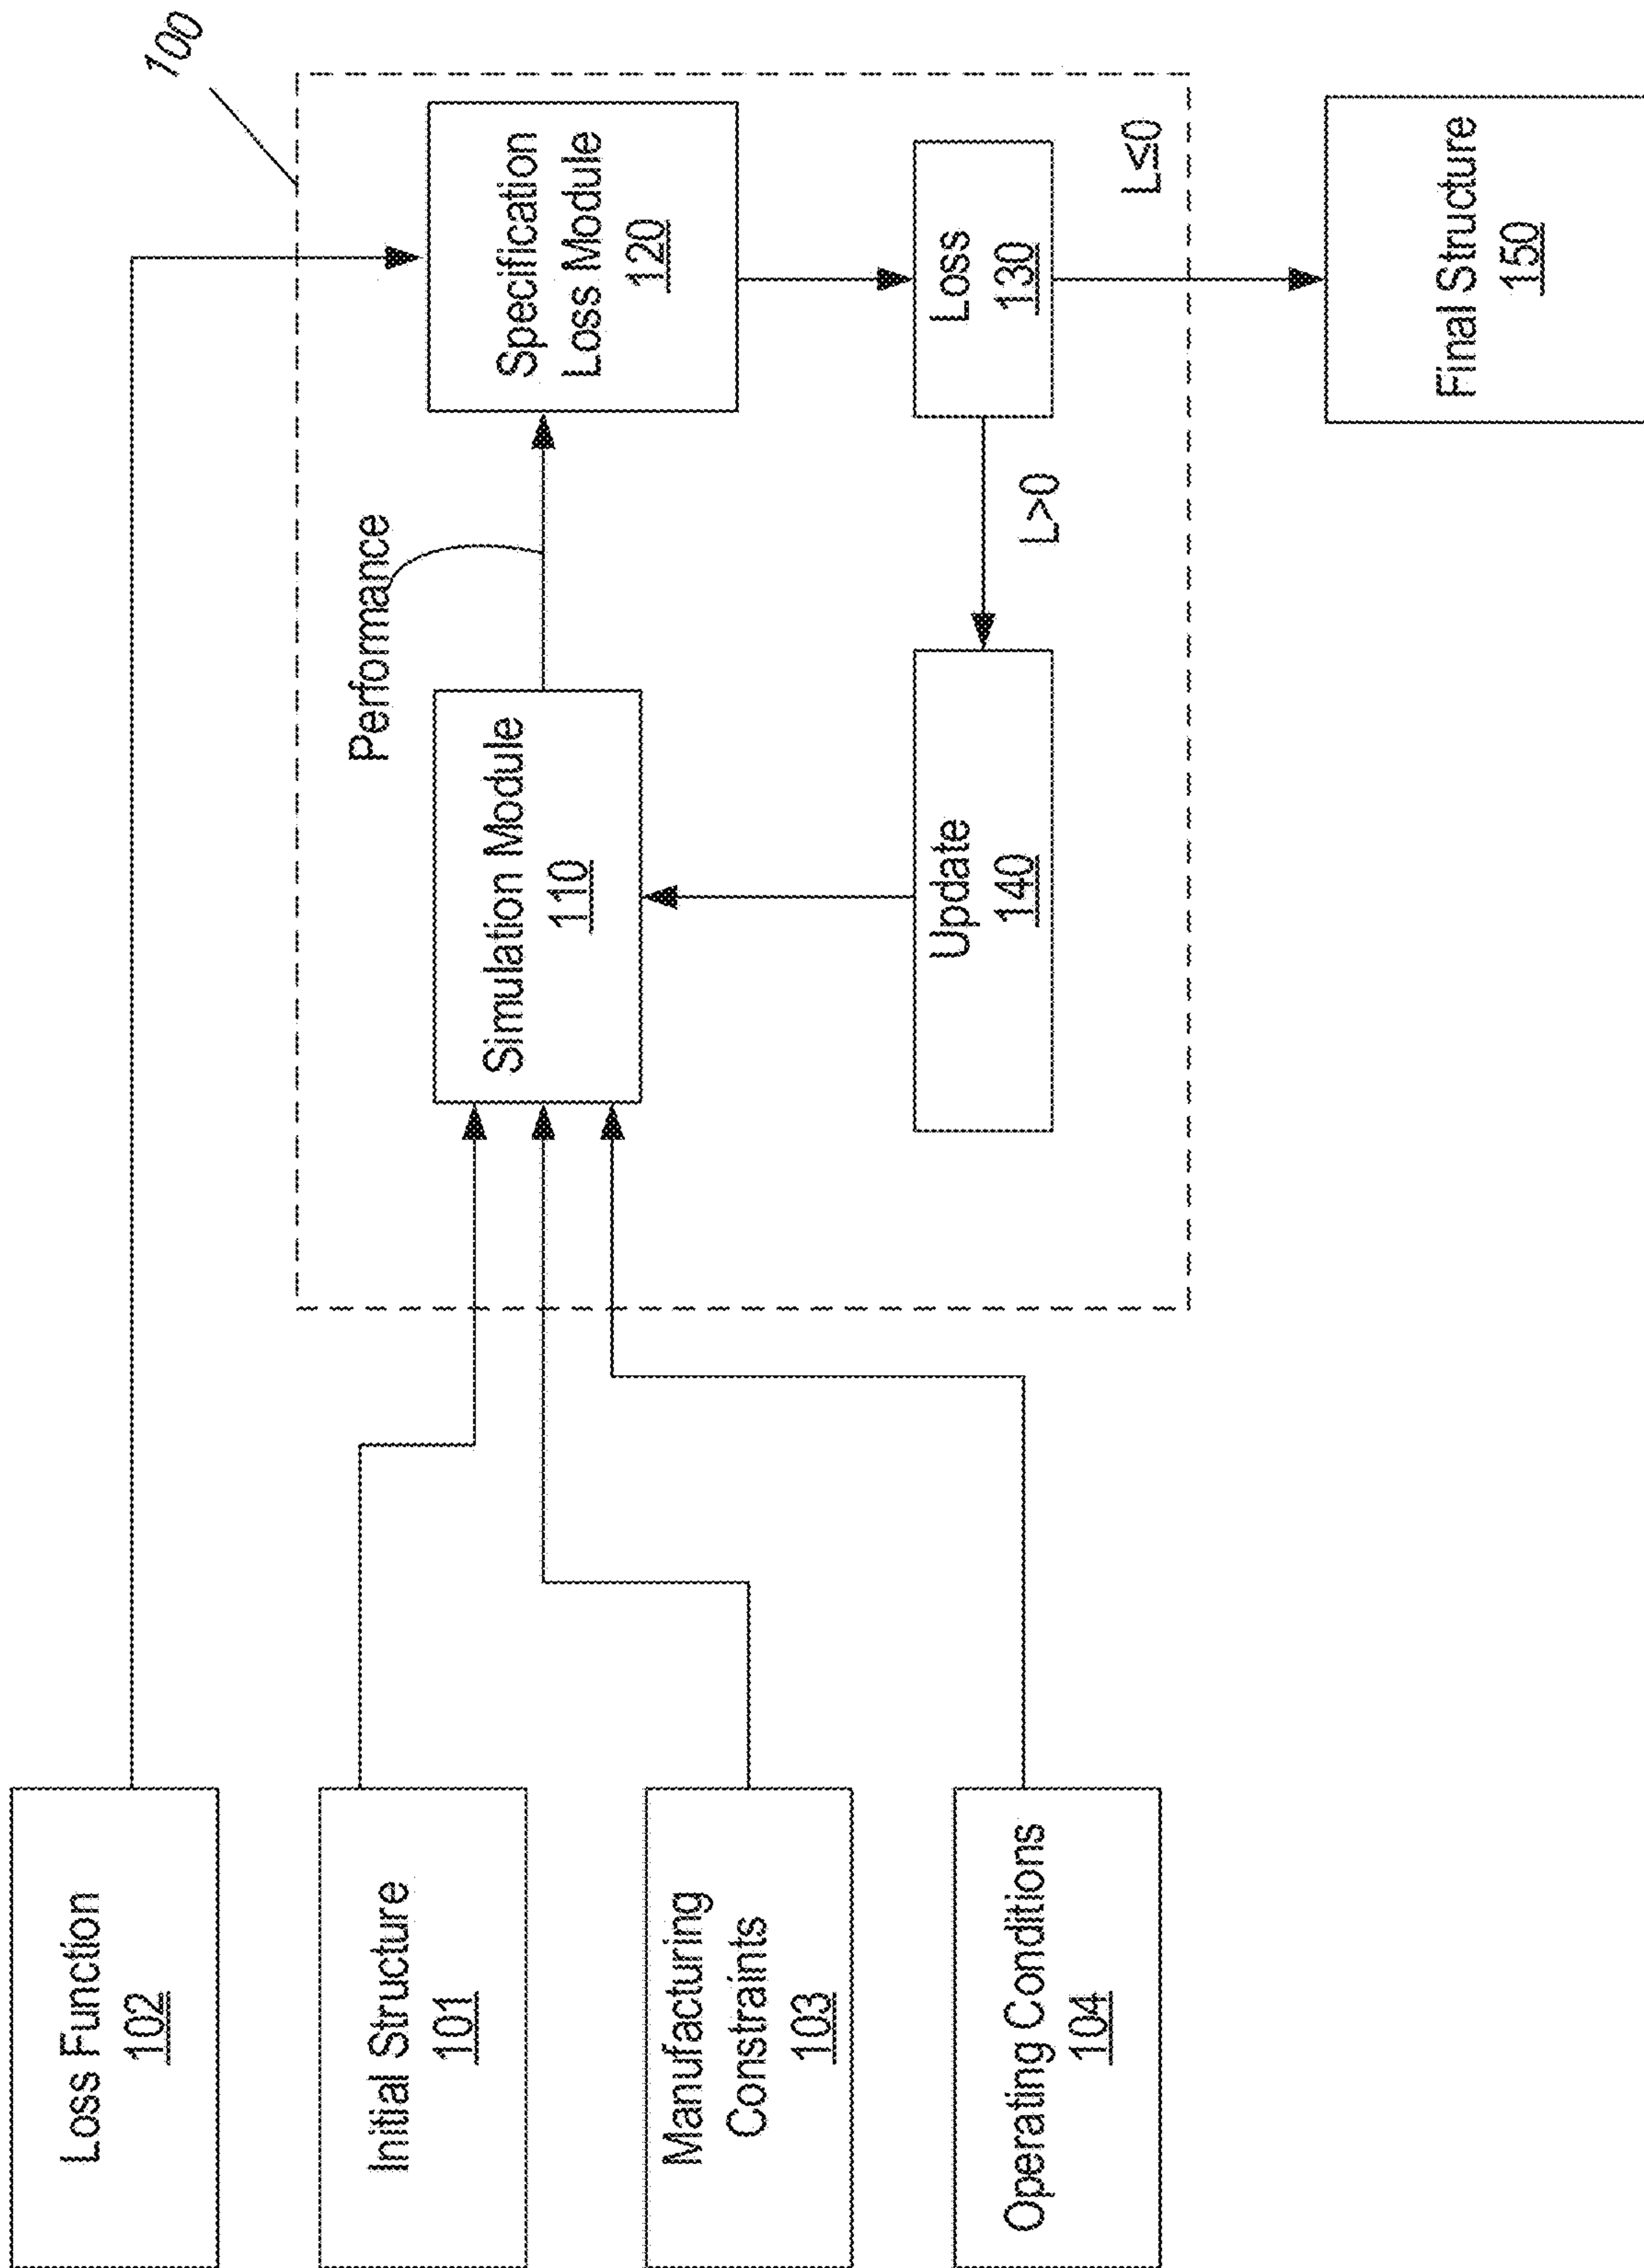 100
Loss Function
102
Initial Structure
101
Manufacturing
Constraints
103
Operating Conditions
104
Performance
Simulation Module
110
Specification
Loss Module
120
Update
140
L>0
Loss
130
L≤0
Final Structure
150